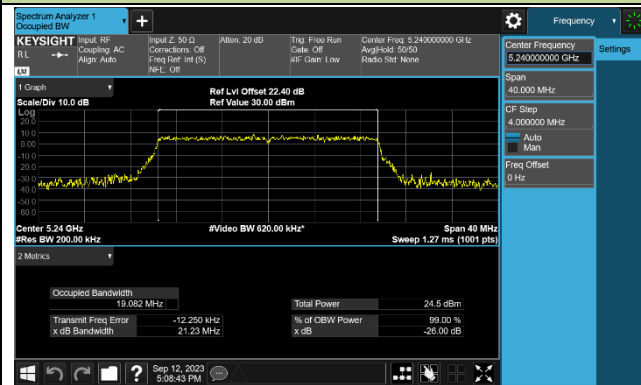 Spectrum Analyzer 1
Occupied BW
Frequency
KEYSIGHT
Input: RF
Coupling: AC
Align: Auto
Input Z: 50 Ω
Corrections: Off
Freq Ref: Int (S)
NFE: Off
Atten: 20 dB
Trig: Free Run
Gate: Off
#IF Gain: Low
Center Freq: 5.240000000 GHz
Avg|Hold: 50/50
Radio Std: None
RL
LXI
Center Frequency
5.240000000 GHz
Settings
Span
40.000 MHz
CF Step
4.000000 MHz
Auto
Man
Freq Offset
0 Hz
1 Graph
Scale/Div 10.0 dB
Ref Lvl Offset 22.40 dB
Ref Value 30.00 dBm
Log
20.0
10.0
0.00
-10.0
-20.0
-30.0
-40.0
-50.0
-60.0
Center 5.24 GHz
#Res BW 200.00 kHz
#Video BW 620.00 kHz*
Span 40 MHz
Sweep 1.27 ms (1001 pts)
2 Metrics
Occupied Bandwidth
19.082 MHz
Transmit Freq Error -12.250 kHz
x dB Bandwidth 21.23 MHz
Total Power 24.5 dBm
% of OBW Power 99.00 %
x dB -26.00 dB
Sep 12, 2023
5:08:43 PM